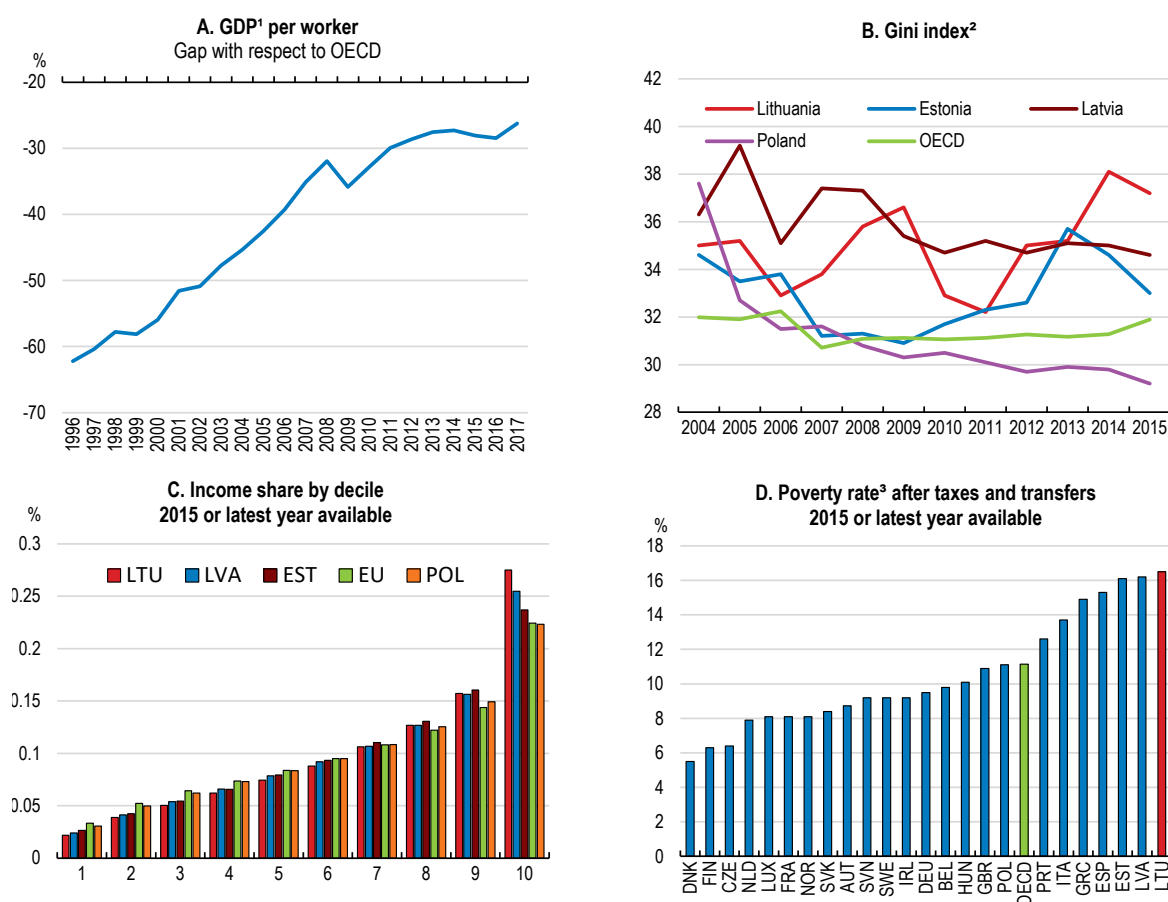 A. GDP¹ per worker
Gap with respect to OECD
%
-20
-30
-40
-50
-60
-70
1996
1997
1998
1999
2000
2001
2002
2003
2004
2005
2006
2007
2008
2009
2010
2011
2012
2013
2014
2015
2016
2017
B. Gini index²
42
40
38
36
34
32
30
28
Lithuania
Estonia
Latvia
Poland
OECD
2004 2005 2006 2007 2008 2009 2010 2011 2012 2013 2014 2015
C. Income share by decile
2015 or latest year available
%
0.3
0.25
0.2
0.15
0.1
0.05
0
LTU LVA EST EU POL
1 2 3 4 5 6 7 8 9 10
D. Poverty rate³ after taxes and transfers
2015 or latest year available
%
18
16
14
12
10
8
6
4
2
0
DNK
FIN
CZE
NLD
LUX
FRA
NOR
SVK
AUT
SVN
SWE
IRL
DEU
BEL
HUN
GBR
POL
OECD
PRT
ITA
GRC
ESP
EST
LVA
LTU